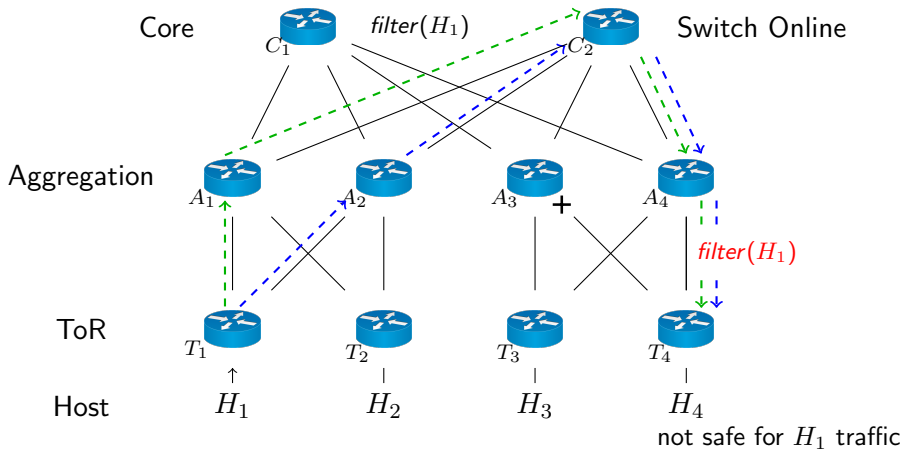 Core C₁ filter(H₁) C₂ Switch Online
Aggregation A₁ A₂ A₃ + A₄
filter(H₁)
ToR T₁ T₂ T₃ T₄
Host H₁ H₂ H₃ H₄
not safe for H₁ traffic